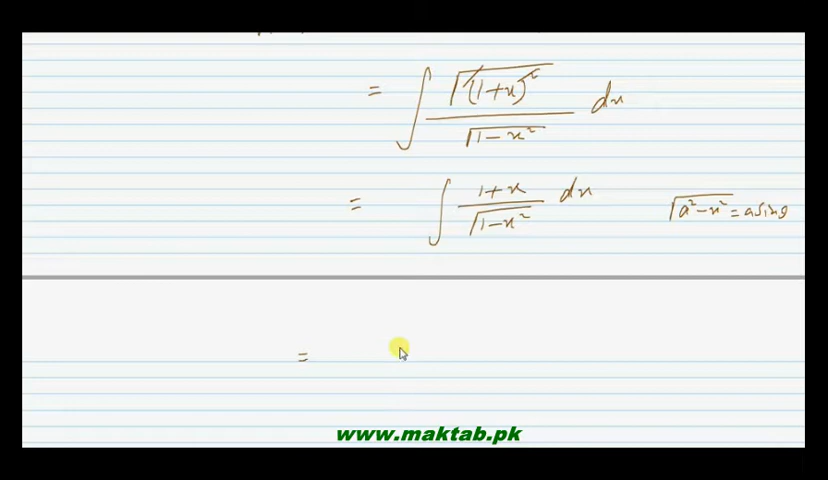 = ∫ √(1+x)² / √1-x² dx
= ∫ 1+x / √1-x² dx √a²-x² = a sinθ
=
www.maktab.pk